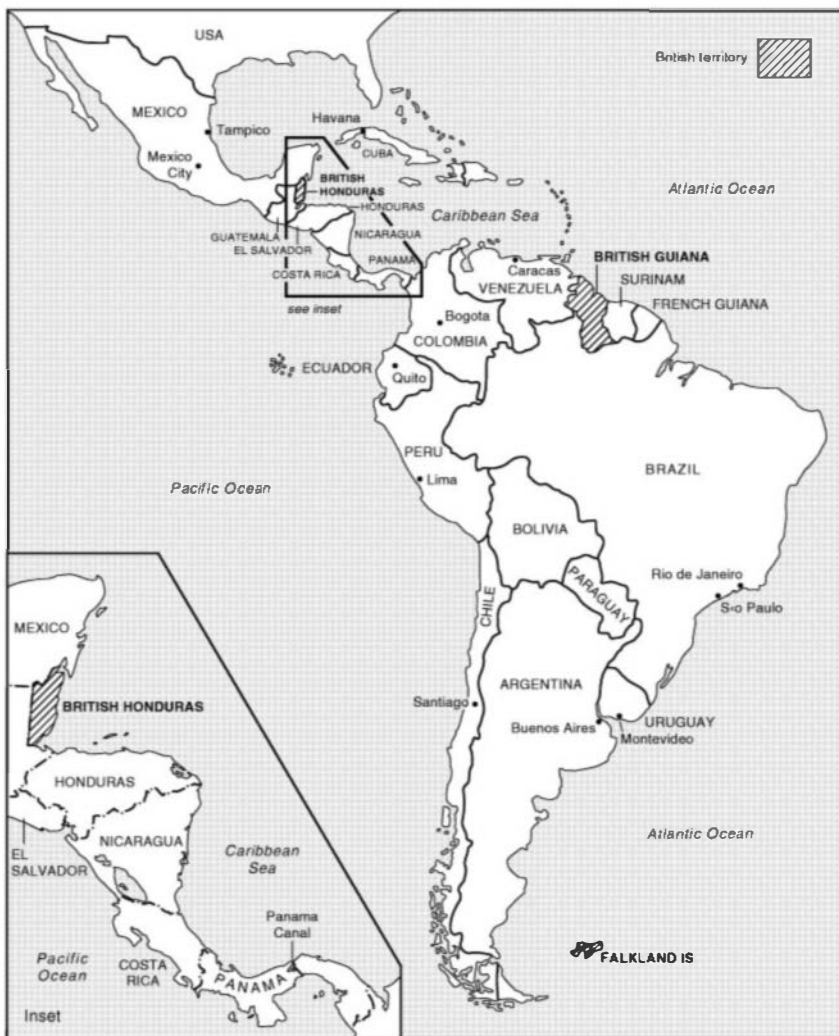 USA
British territory
MEXICO
Tampico
Havana
Mexico
City
CUBA
BRITISH
HONDURAS
HONDURAS
Atlantic Ocean
Caribbean Sea
GUATEMALA
EL SALVADOR
NICARAGUA
COSTA RICA
PANAMA
see inset
Caracas
VENEZUELA
BRITISH GUIANA
SURINAM
FRENCH GUIANA
Bogota
COLOMBIA
ECUADOR
Quito
PERU
Lima
BRAZIL
Pacific Ocean
BOLIVIA
PARAGUAY
Rio de Janeiro
S•o Paulo
CHILE
ARGENTINA
Santiago
Buenos Aires
URUGUAY
Montevideo
Atlantic Ocean
FALKLAND IS
MEXICO
BRITISH HONDURAS
HONDURAS
NICARAGUA
EL
SALVADOR
Caribbean
Sea
Panama
Canal
Pacific
Ocean
COSTA
RICA
PANAMA
Inset